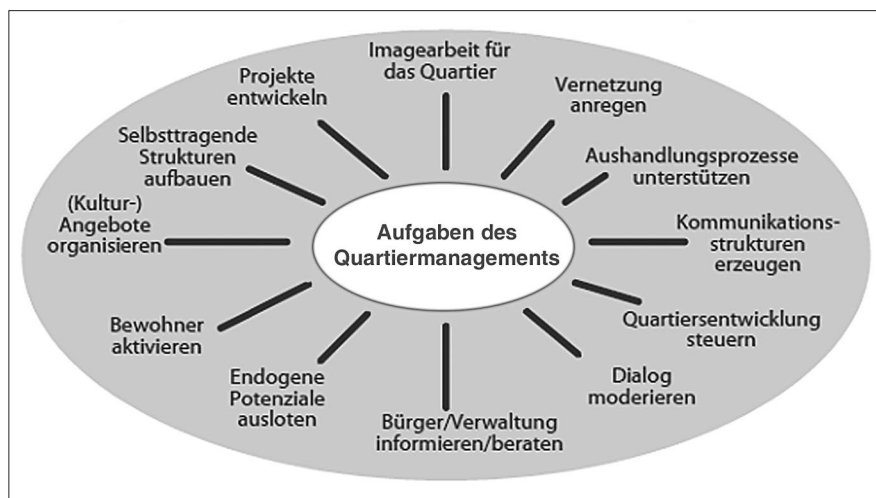 Imagearbeit für
das Quartier
Vernetzung
anregen
Aushandlungsprozesse
unterstützen
Kommunikations-
strukturen
erzeugen
Quartiersentwicklung
steuern
Dialog
moderieren
Bürger/Verwaltung
informieren/beraten
Endogene
Potenziale
ausloten
Bewohner
aktivieren
(Kultur-)
Angebote
organisieren
Selbsttragende
Strukturen
aufbauen
Projekte
entwickeln
Aufgaben des
Quartiermanagements